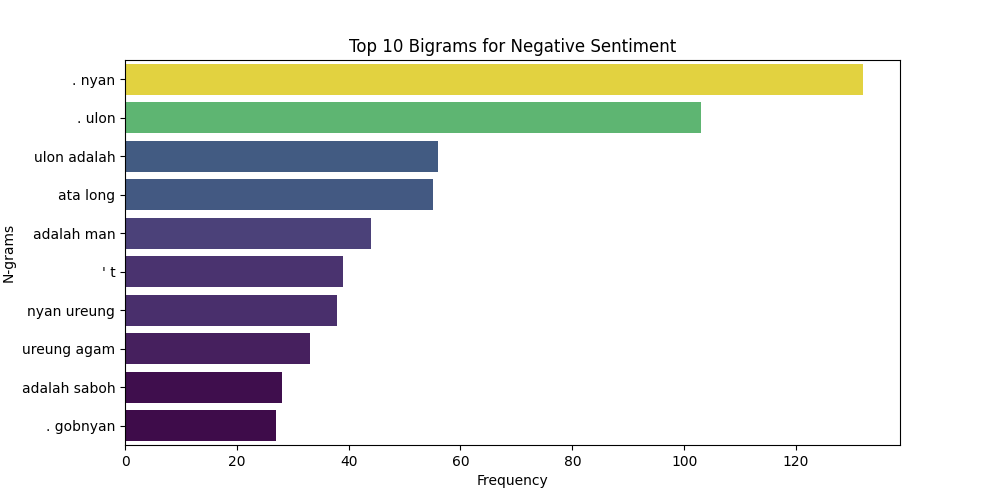 Top 10 Bigrams for Negative Sentiment
N-grams
. nyan
. ulon
ulon adalah
ata long
adalah man
' t
nyan ureung
ureung agam
adalah saboh
. gobnyan
0 20 40 60 80 100 120
Frequency